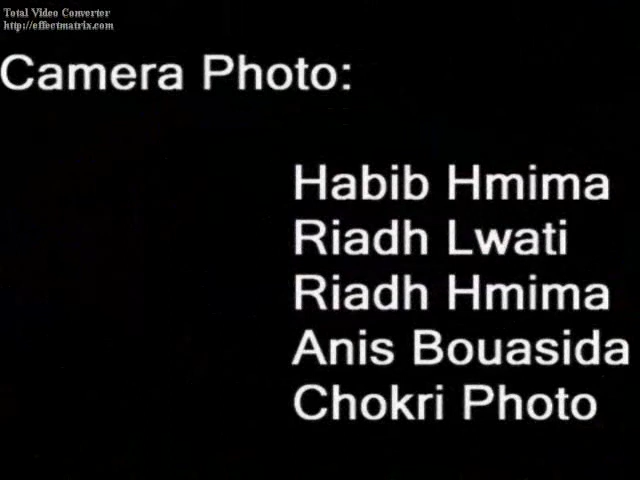 Total Video Converter
http://effectmatrix.com
Camera Photo:
Habib Hmima
Riadh Lwati
Riadh Hmima
Anis Bouasida
Chokri Photo